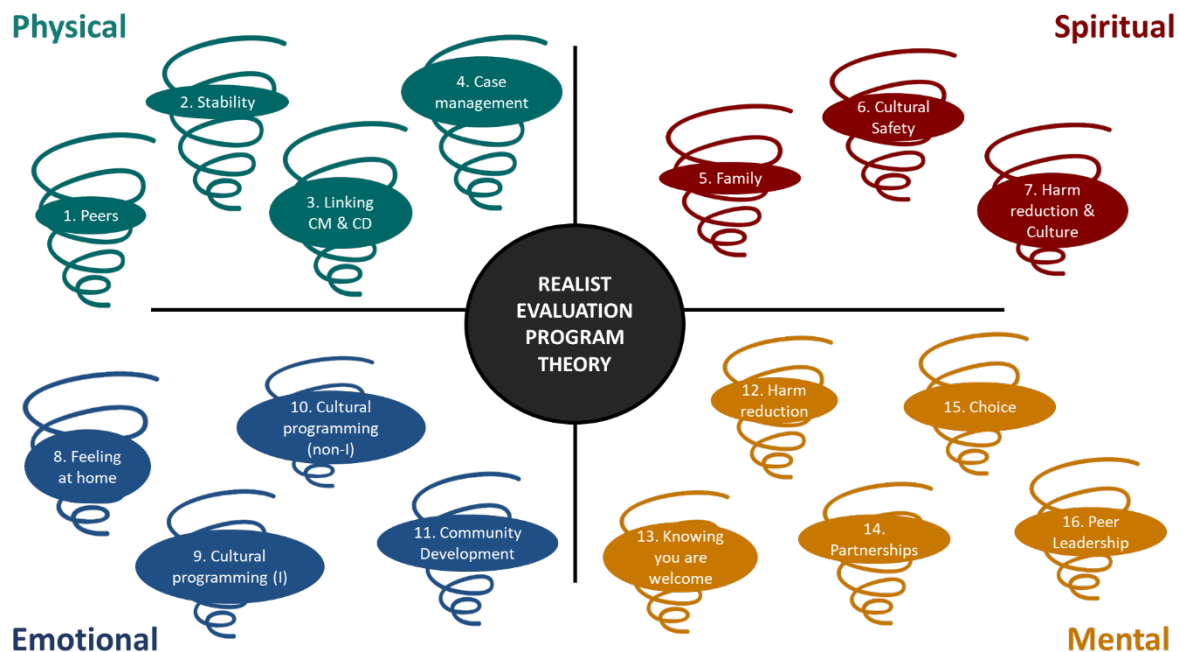 Physical
1. Peers
2. Stability
3. Linking
CM & CD
4. Case
management
Spiritual
5. Family
6. Cultural
Safety
7. Harm
reduction &
Culture
REALIST
EVALUATION
PROGRAM
THEORY
8. Feeling
at home
9. Cultural
programming (I)
10. Cultural
programming
(non-I)
11. Community
Development
Emotional
12. Harm
reduction
13. Knowing
you are
welcome
14.
Partnerships
15. Choice
16. Peer
Leadership
Mental